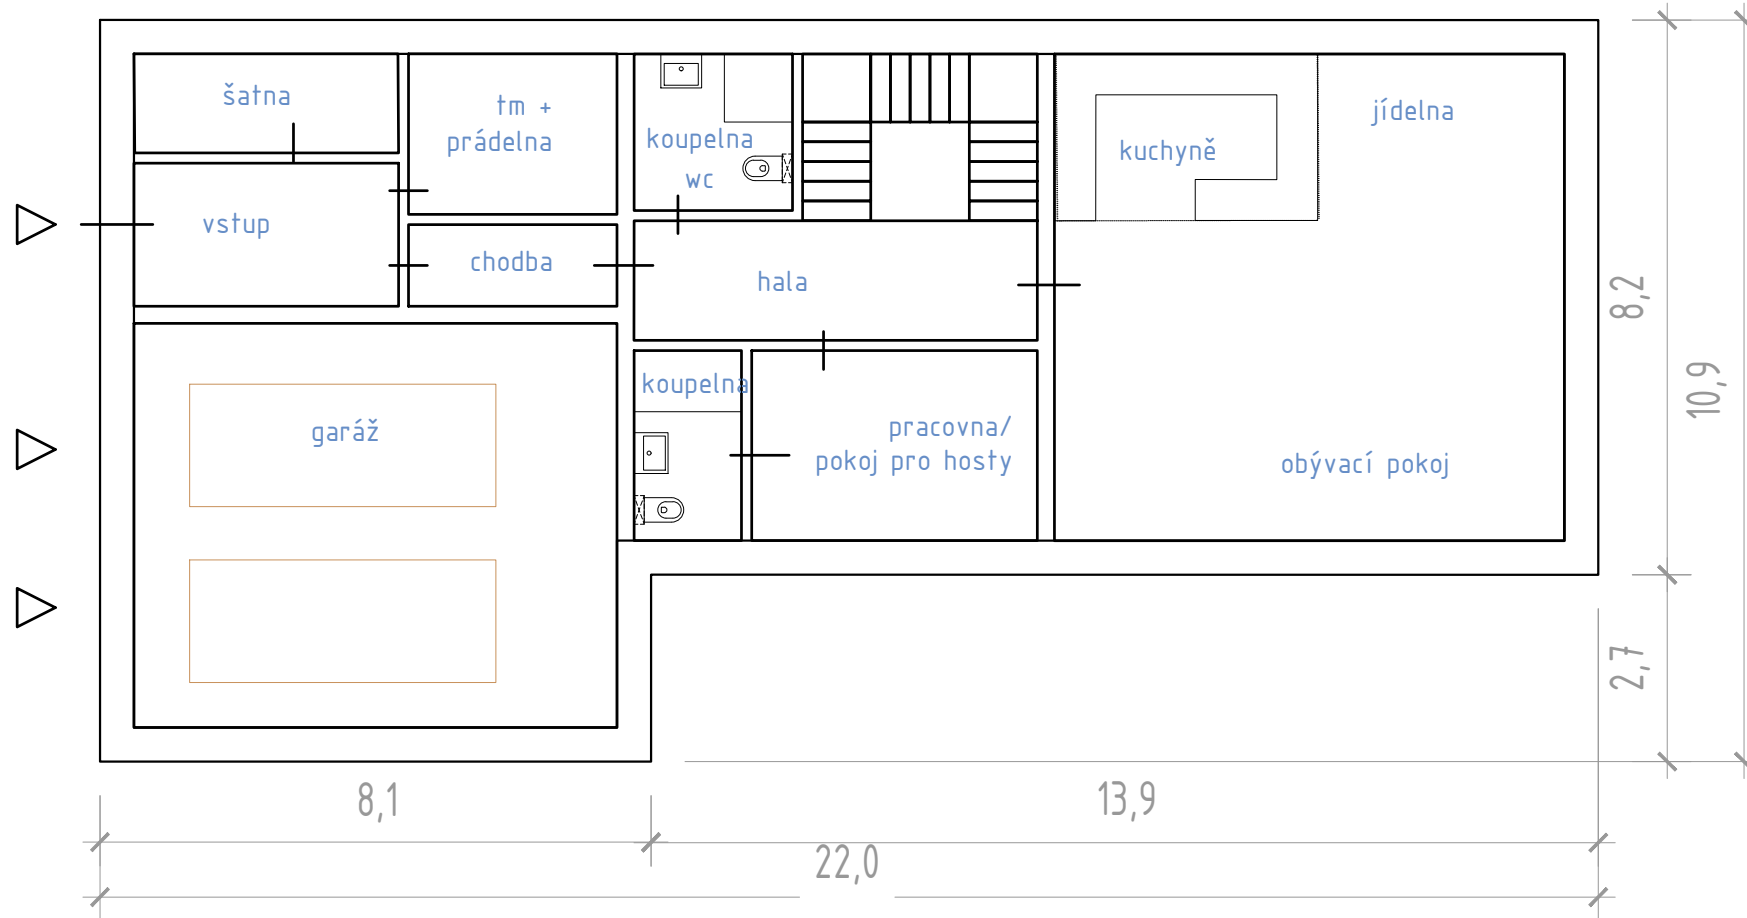 šatna
tm +
prádelna
koupelna
wc
kuchyně
jídelna
vstup
chodba
hala
koupelna
garáž
pracovna/
pokoj pro hosty
obývací pokoj
8,2
10,9
2,7
8,1
13,9
22,0